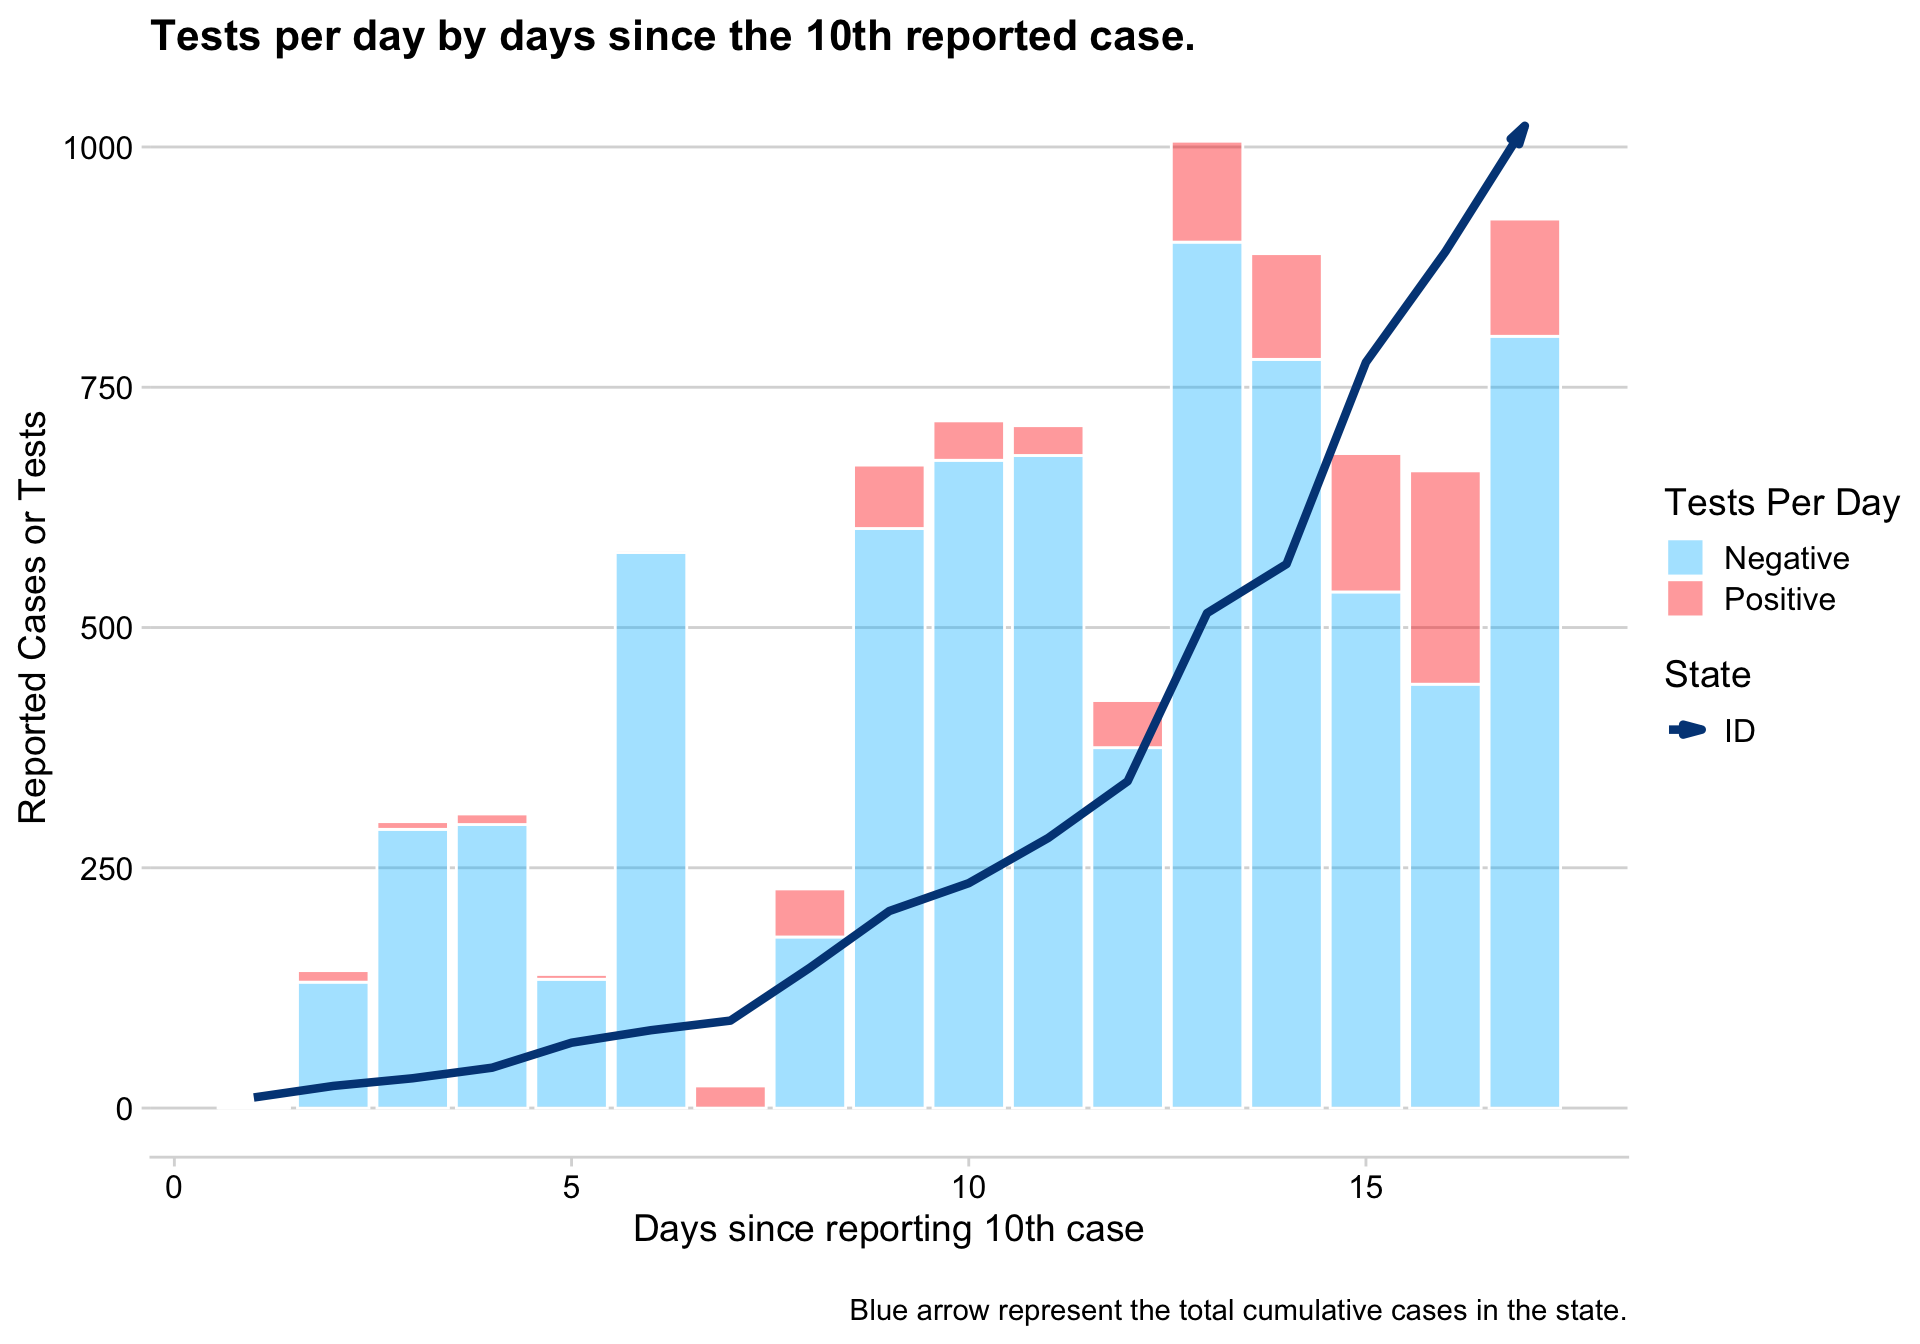 Tests per day by days since the 10th reported case.
1000
750
500
250
0
Reported Cases or Tests
0 5 10 15
Days since reporting 10th case
Tests Per Day
Negative
Positive
State
ID
Blue arrow represent the total cumulative cases in the state.